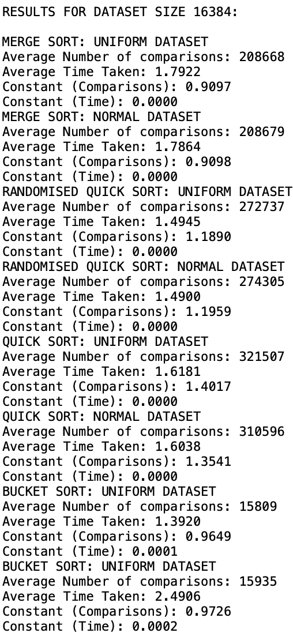 RESULTS FOR DATASET SIZE 16384:
MERGE SORT: UNIFORM DATASET
Average Number of comparisons: 208668
Average Time Taken: 1.7922
Constant (Comparisons): 0.9097
Constant (Time): 0.0000
MERGE SORT: NORMAL DATASET
Average Number of comparisons: 208679
Average Time Taken: 1.7864
Constant (Comparisons): 0.9098
Constant (Time): 0.0000
RANDOMISED QUICK SORT: UNIFORM DATASET
Average Number of comparisons: 272737
Average Time Taken: 1.4945
Constant (Comparisons): 1.1890
Constant (Time): 0.0000
RANDOMISED QUICK SORT: NORMAL DATASET
Average Number of comparisons: 274305
Average Time Taken: 1.4900
Constant (Comparisons): 1.1959
Constant (Time): 0.0000
QUICK SORT: UNIFORM DATASET
Average Number of comparisons: 321507
Average Time Taken: 1.6181
Constant (Comparisons): 1.4017
Constant (Time): 0.0000
QUICK SORT: NORMAL DATASET
Average Number of comparisons: 310596
Average Time Taken: 1.6038
Constant (Comparisons): 1.3541
Constant (Time): 0.0000
BUCKET SORT: UNIFORM DATASET
Average Number of comparisons: 15809
Average Time Taken: 1.3920
Constant (Comparisons): 0.9649
Constant (Time): 0.0001
BUCKET SORT: UNIFORM DATASET
Average Number of comparisons: 15935
Average Time Taken: 2.4906
Constant (Comparisons): 0.9726
Constant (Time): 0.0002